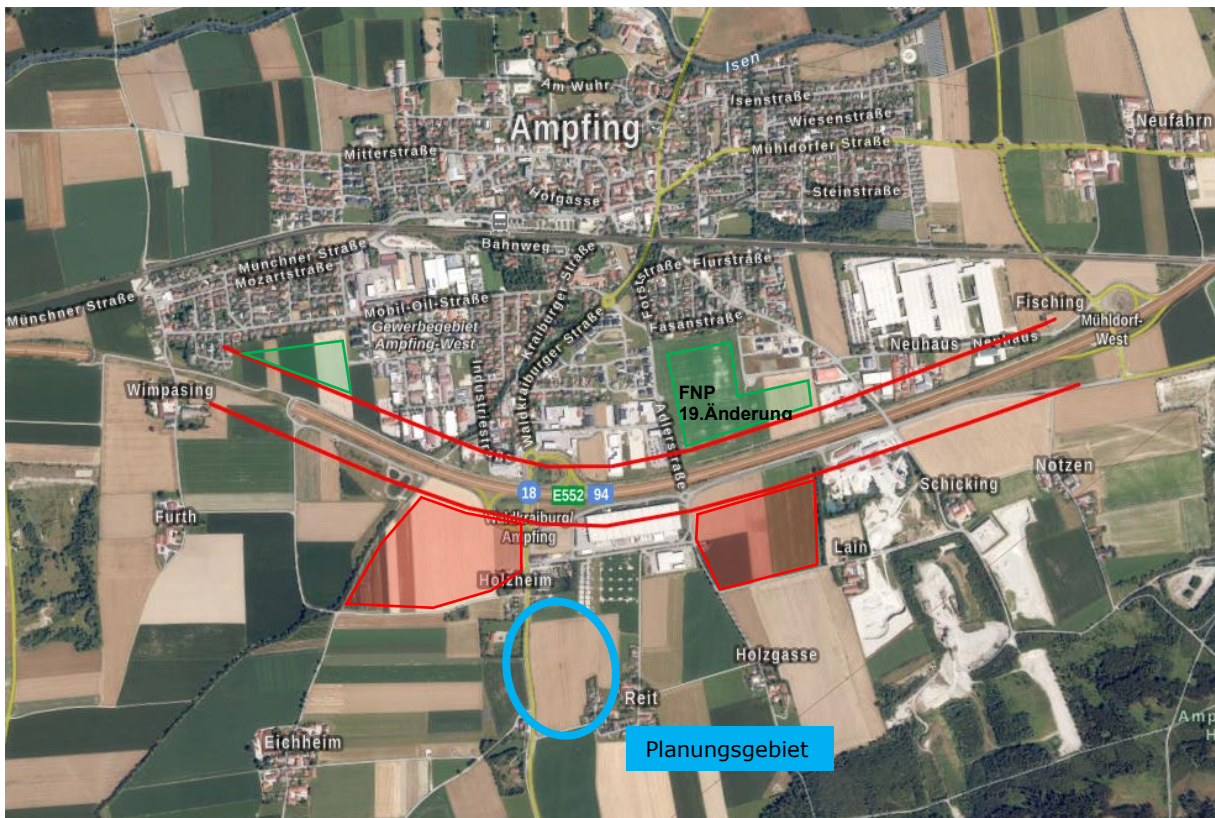 Isen
Am Wuhr
Isenstraße
Wiesenstraße
Neufahrn
Ampfing
Mühldorfer Straße
Mitterstraße
Steinstraße
Hofgasse
Bahnweg
Münchner Straße
Mozartstraße
Flurstraße
Forststraße
Kraiburger Straße
Münchner Straße
Mobil-Oil-Straße
Gewerbegebiet
Ampfing-West
Fasanstraße
Fisching
Mühldorf-
West
Neuhaus
Neuhaus
Waldkraiburger Straße
Wimpasing
Industriestraße
FNP
19.Änderung
Adlerstraße
Notzen
Schicking
18
E552
94
Waldkraiburg/
Ampfing
Furth
Lain
Holzheim
Holzgasse
Reit
Eichheim
Planungsgebiet